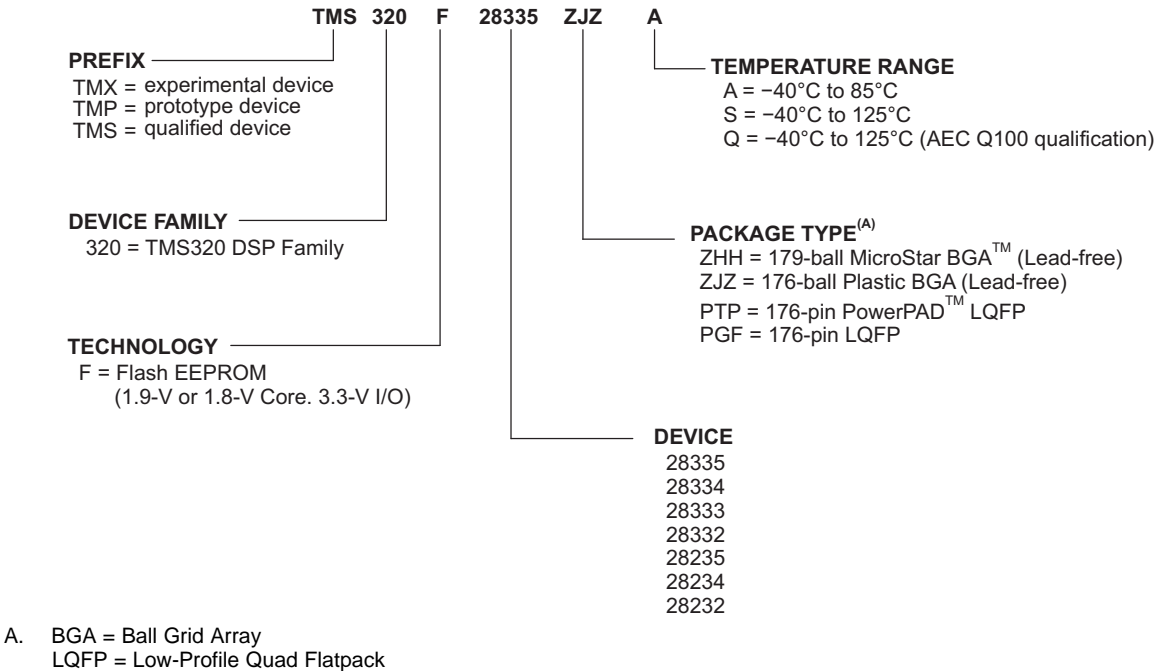 TMS 320 F 28335 ZJZ A
PREFIX
TMX = experimental device
TMP = prototype device
TMS = qualified device
TEMPERATURE RANGE
A = −40°C to 85°C
S = −40°C to 125°C
Q = −40°C to 125°C (AEC Q100 qualification)
DEVICE FAMILY
320 = TMS320 DSP Family
PACKAGE TYPE(A)
ZHH = 179-ball MicroStar BGA™ (Lead-free)
ZJZ = 176-ball Plastic BGA (Lead-free)
PTP = 176-pin PowerPAD™ LQFP
PGF = 176-pin LQFP
TECHNOLOGY
F = Flash EEPROM
(1.9-V or 1.8-V Core. 3.3-V I/O)
DEVICE
28335
28334
28333
28332
28235
28234
28232
A. BGA = Ball Grid Array
LQFP = Low-Profile Quad Flatpack